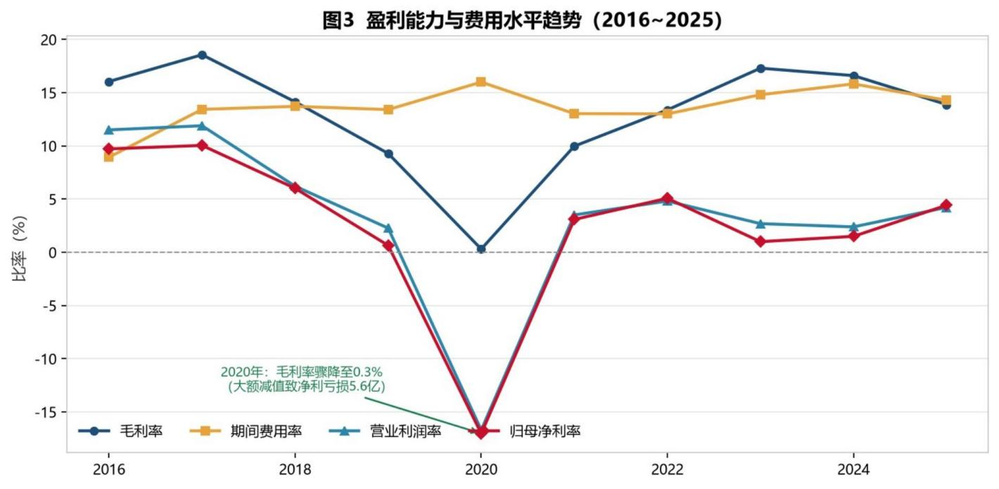 图3 盈利能力与费用水平趋势（2016~2025）
比率（%）
20
15
10
5
0
-5
-10
-15
2020年：毛利率骤降至0.3%
(大额减值致净利亏损5.6亿)
毛利率 期间费用率 营业利润率 归母净利率
2016 2018 2020 2022 2024